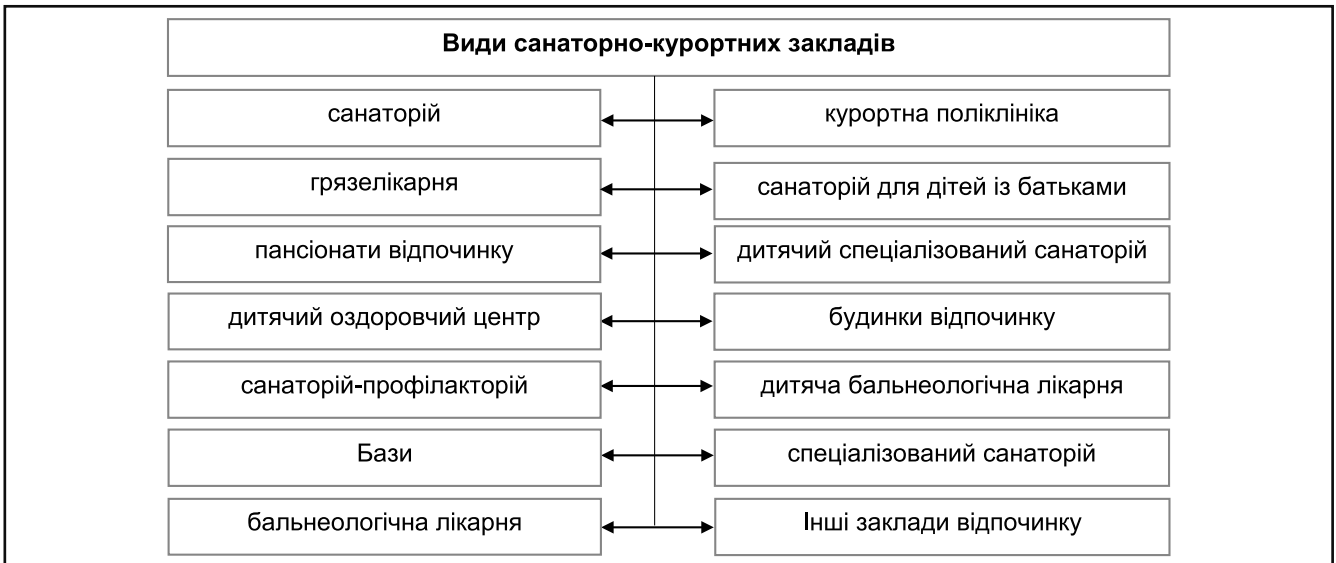 Види санаторно-курортних закладів
санаторій
курортна поліклініка
грязелікарня
санаторій для дітей із батьками
пансіонати відпочинку
дитячий спеціалізований санаторій
дитячий оздоровчий центр
будинки відпочинку
санаторій-профілакторій
дитяча бальнеологічна лікарня
Бази
спеціалізований санаторій
бальнеологічна лікарня
Інші заклади відпочинку